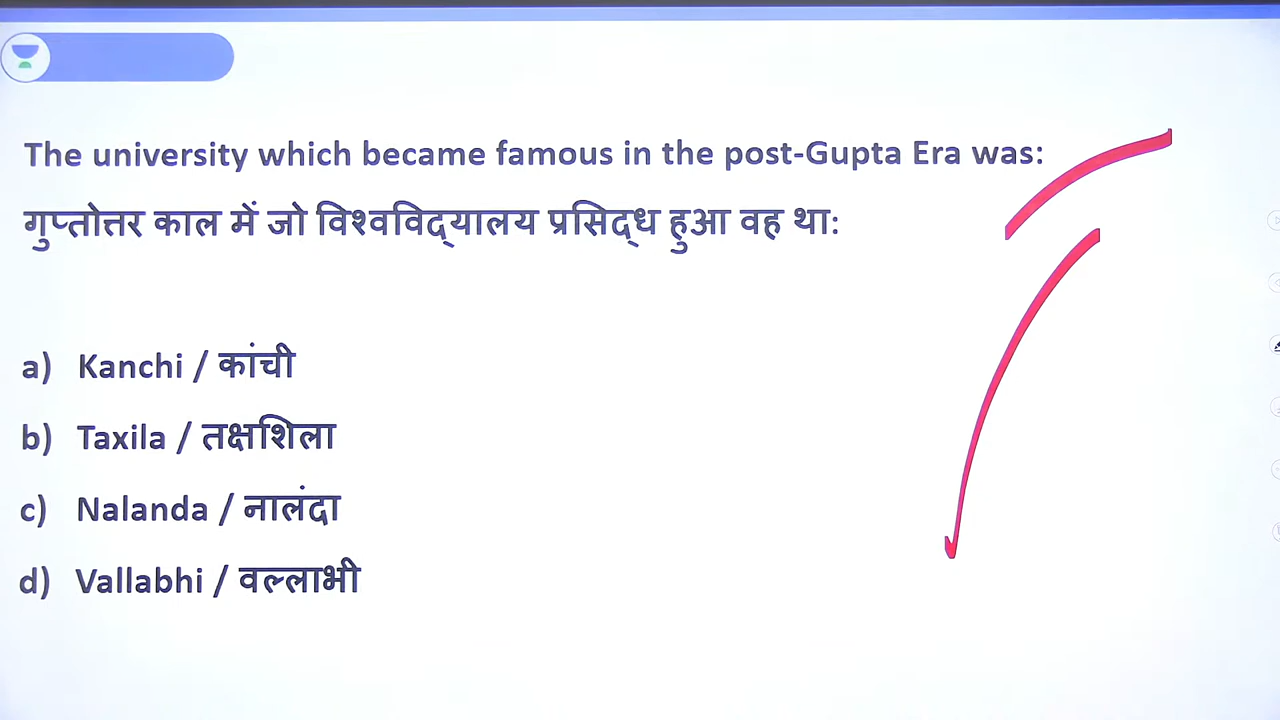 The university which became famous in the post-Gupta Era was:
गुप्तोत्तर काल में जो विश्वविद्यालय प्रसिद्ध हुआ वह था:
a) Kanchi / कांची
b) Taxila / तक्षशिला
c) Nalanda / नालंदा
d) Vallabhi / वल्लाभी